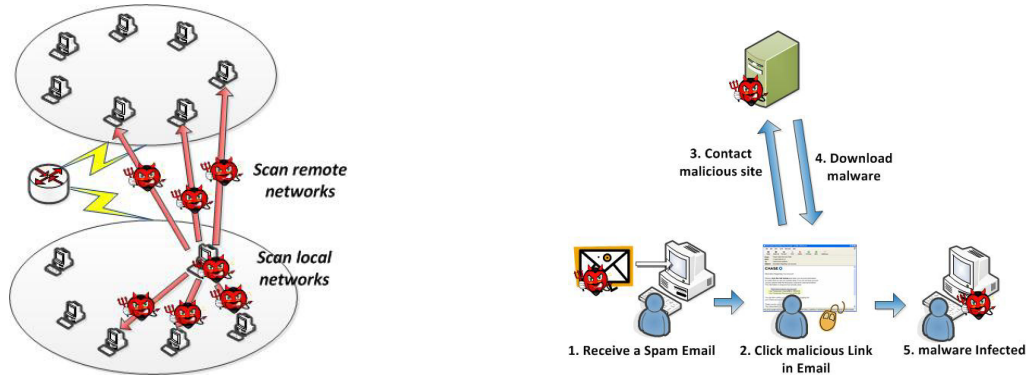 Scan remote
networks
Scan local
networks
3. Contact
malicious site
4. Download
malware
CHASE
1. Receive a Spam Email
2. Click malicious Link
in Email
5. malware Infected